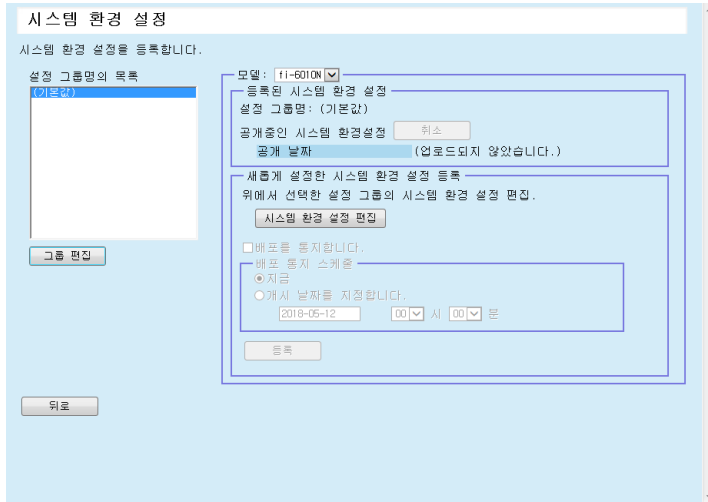 시스템 환경 설정
시스템 환경 설정을 등록합니다.
설정 그룹명의 목록
(기본값)
그룹 편집
모델: fi-6010N
등록된 시스템 환경 설정
설정 그룹명: (기본값)
공개중인 시스템 환경설정 취소
공개 날짜 (업로드되지 않았습니다.)
새롭게 설정한 시스템 환경 설정 등록
위에서 선택한 설정 그룹의 시스템 환경 설정 편집.
시스템 환경 설정 편집
배포를 통지합니다.
배포 통지 스케줄
지금
개시 날짜를 지정합니다.
2018-05-12 00 시 00 분
등록
뒤로